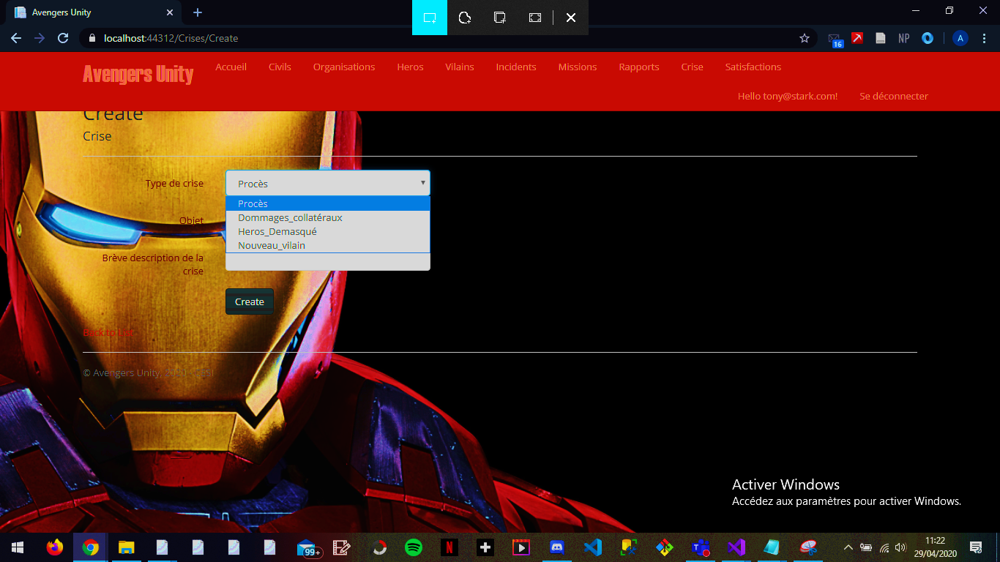 Avengers Unity
localhost:44312/Crises/Create
16
NP
A
Avengers Unity
Accueil Civils Organisations Heros Vilains Incidents Missions Rapports Crise Satisfactions
Hello tony@stark.com! Se déconnecter
Create
Crise
Type de crise
Procès
Procès
Dommages_collatéraux
Heros_Demasqué
Nouveau_vilain
Objet
Brève description de la
crise
Create
Back to List
© Avengers Unity,
Activer Windows
Accédez aux paramètres pour activer Windows.
99+
N
T
11:22
29/04/2020